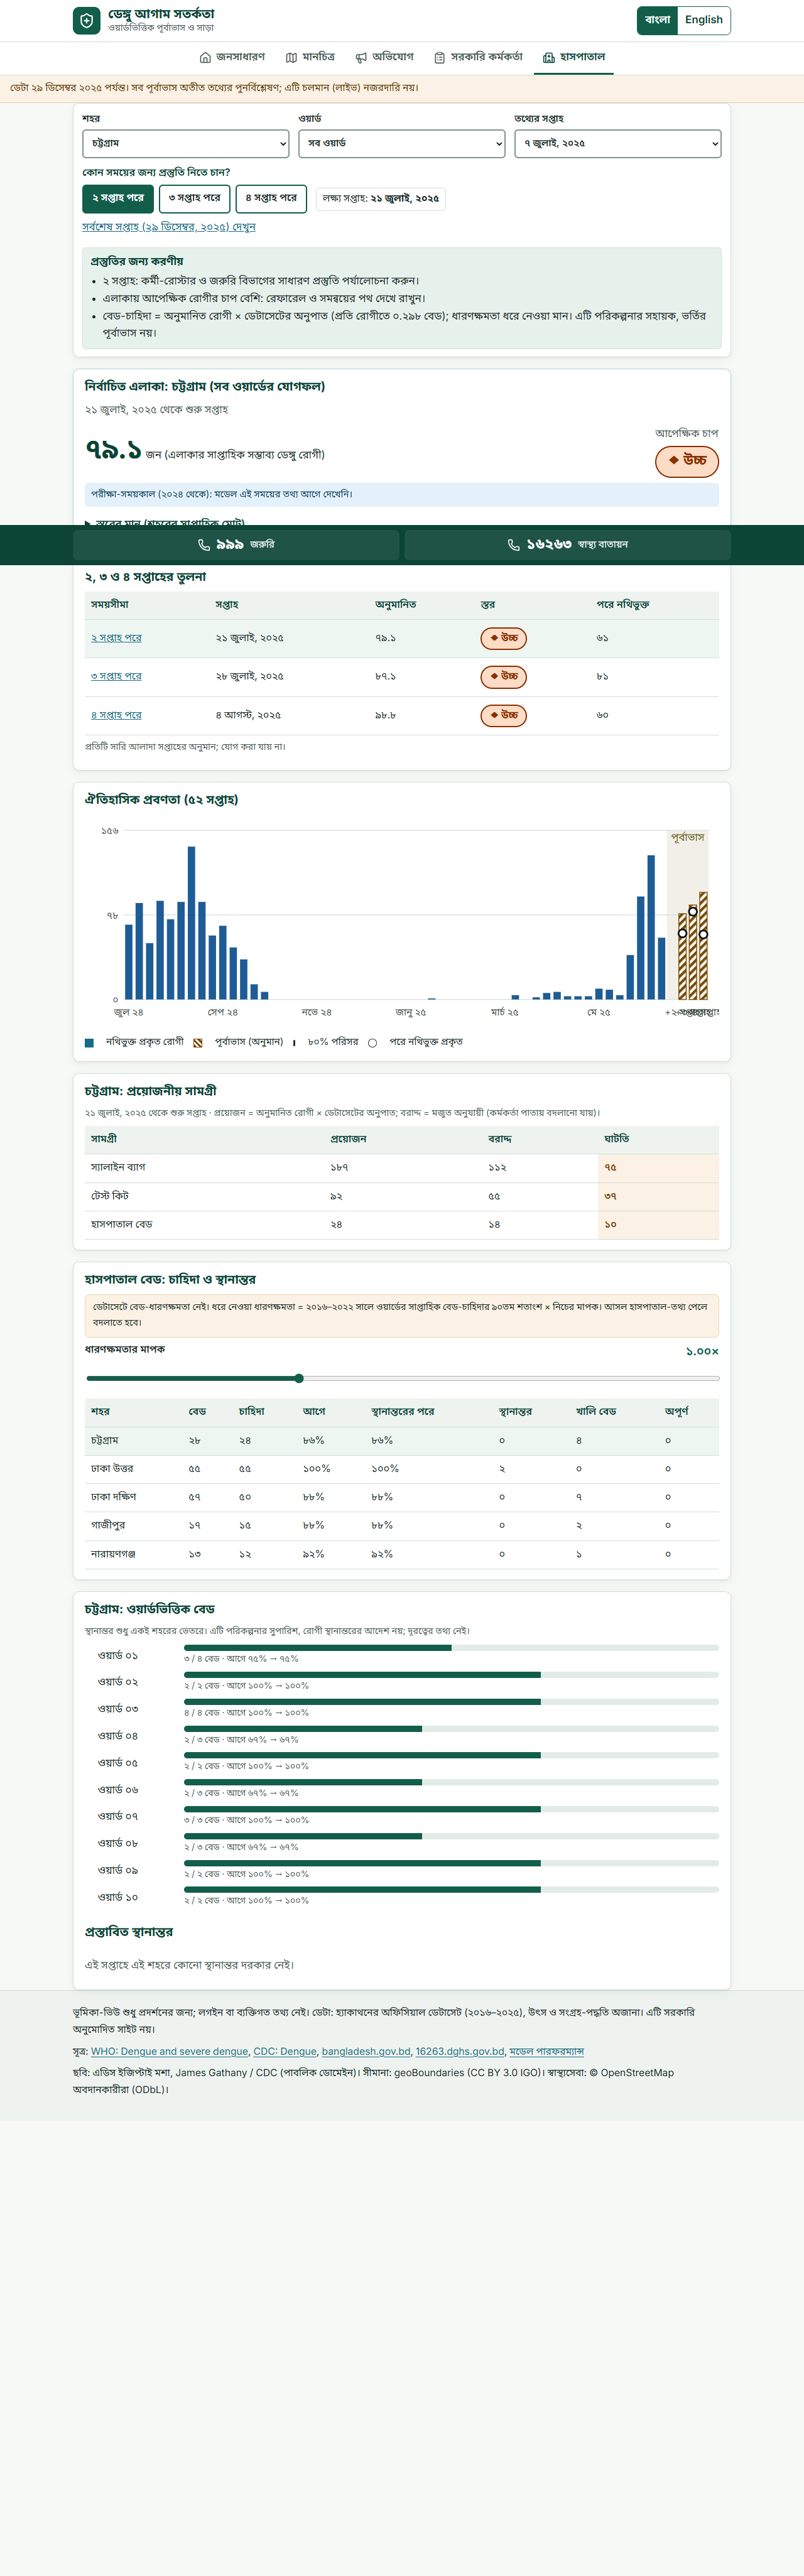 ডেঙ্গু আগাম সতর্কতা
ওয়ার্ডভিত্তিক পূর্বাভাস ও সাড়া
বাংলা English
জনসাধারণ মানচিত্র অভিযোগ সরকারি কর্মকর্তা হাসপাতাল
ডেটা ২৯ ডিসেম্বর ২০২৫ পর্যন্ত। সব পূর্বাভাস অতীত তথ্যের পুনর্বিশ্লেষণ; এটি চলমান (লাইভ) নজরদারি নয়।
শহর ওয়ার্ড তথ্যের সপ্তাহ
চট্টগ্রাম সব ওয়ার্ড ৭ জুলাই, ২০২৫
কোন সময়ের জন্য প্রস্তুতি নিতে চান?
২ সপ্তাহ পরে ৩ সপ্তাহ পরে ৪ সপ্তাহ পরে লক্ষ্য সপ্তাহ: ২১ জুলাই, ২০২৫
সর্বশেষ সপ্তাহ (২৯ ডিসেম্বর, ২০২৫) দেখুন
প্রস্তুতির জন্য করণীয়
• ২ সপ্তাহ: কর্মী-রোস্টার ও জরুরি বিভাগের সাধারণ প্রস্তুতি পর্যালোচনা করুন।
• এলাকায় আপেক্ষিক রোগীর চাপ বেশি: রেফারেল ও সমন্বয়ের পথ দেখে রাখুন।
• বেড-চাহিদা = অনুমানিত রোগী × ডেটাসেটের অনুপাত (প্রতি রোগীতে ০.২৯৮ বেড); ধারণক্ষমতা ধরে নেওয়া মান। এটি পরিকল্পনার সহায়ক, ভর্তির
পূর্বাভাস নয়।
নির্বাচিত এলাকা: চট্টগ্রাম (সব ওয়ার্ডের যোগফল)
২১ জুলাই, ২০২৫ থেকে শুরু সপ্তাহ
৭৯.১ জন (এলাকার সাপ্তাহিক সম্ভাব্য ডেঙ্গু রোগী)
আপেক্ষিক চাপ
◆ উচ্চ
পরীক্ষা-সময়কাল (২০২৪ থেকে): মডেল এই সময়ের তথ্য আগে দেখেনি।
▶ স্তরের মান (শহরের সাপ্তাহিক মোট)
৯৯৯ জরুরি ১৬২৬৩ স্বাস্থ্য বাতায়ন
২, ৩ ও ৪ সপ্তাহের তুলনা
সময়সীমা সপ্তাহ অনুমানিত স্তর পরে নথিভুক্ত
২ সপ্তাহ পরে ২১ জুলাই, ২০২৫ ৭৯.১ ◆ উচ্চ ৬১
৩ সপ্তাহ পরে ২৮ জুলাই, ২০২৫ ৮৭.১ ◆ উচ্চ ৮১
৪ সপ্তাহ পরে ৪ আগস্ট, ২০২৫ ৯৮.৮ ◆ উচ্চ ৬০
প্রতিটি সারি আলাদা সপ্তাহের অনুমান; যোগ করা যায় না।
ঐতিহাসিক প্রবণতা (৫২ সপ্তাহ)
১৫৬
পূর্বাভাস
৭৮
০
জুল ২৪ সেপ ২৪ নভে ২৪ জানু ২৫ মার্চ ২৫ মে ২৫
নথিভুক্ত প্রকৃত রোগী পূর্বাভাস (অনুমান) ৮০% পরিসর পরে নথিভুক্ত প্রকৃত
চট্টগ্রাম: প্রয়োজনীয় সামগ্রী
২১ জুলাই, ২০২৫ থেকে শুরু সপ্তাহ · প্রয়োজন = অনুমানিত রোগী × ডেটাসেটের অনুপাত; বরাদ্দ = মজুত অনুযায়ী (কর্মকর্তা পাতায় বদলানো যায়)।
সামগ্রী প্রয়োজন বরাদ্দ ঘাটতি
স্যালাইন ব্যাগ ১৮৭ ১১২ ৭৫
টেস্ট কিট ৯২ ৫৫ ৩৭
হাসপাতাল বেড ২৪ ১৪ ১০
হাসপাতাল বেড: চাহিদা ও স্থানান্তর
ডেটাসেটে বেড-ধারণক্ষমতা নেই। ধরে নেওয়া ধারণক্ষমতা = ২০১৬–২০২২ সালে ওয়ার্ডের সাপ্তাহিক বেড-চাহিদার ৯০তম শতাংশ × নিচের মাপক। আসল হাসপাতাল-তথ্য পেলে
বদলাতে হবে।
ধারণক্ষমতার মাপক ১.০০×
শহর বেড চাহিদা আগে স্থানান্তরের পরে স্থানান্তর খালি বেড অপূর্ণ
চট্টগ্রাম ২৮ ২৪ ৮৬% ৮৬% ০ ৪ ০
ঢাকা উত্তর ৫৫ ৫৫ ১০০% ১০০% ২ ০ ০
ঢাকা দক্ষিণ ৫৭ ৫০ ৮৮% ৮৮% ০ ৭ ০
গাজীপুর ১৭ ১৫ ৮৮% ৮৮% ০ ২ ০
নারায়ণগঞ্জ ১৩ ১২ ৯২% ৯২% ০ ১ ০
চট্টগ্রাম: ওয়ার্ডভিত্তিক বেড
স্থানান্তর শুধু একই শহরের ভেতরে। এটি পরিকল্পনার সুপারিশ, রোগী স্থানান্তরের আদেশ নয়; দূরত্বের তথ্য নেই।
ওয়ার্ড ০১
৩ / ৪ বেড · আগে ৭৫% → ৭৫%
ওয়ার্ড ০২
২ / ২ বেড · আগে ১০০% → ১০০%
ওয়ার্ড ০৩
৪ / ৪ বেড · আগে ১০০% → ১০০%
ওয়ার্ড ০৪
২ / ৩ বেড · আগে ৬৭% → ৬৭%
ওয়ার্ড ০৫
২ / ২ বেড · আগে ১০০% → ১০০%
ওয়ার্ড ০৬
২ / ৩ বেড · আগে ৬৭% → ৬৭%
ওয়ার্ড ০৭
৩ / ৩ বেড · আগে ১০০% → ১০০%
ওয়ার্ড ০৮
২ / ৩ বেড · আগে ৬৭% → ৬৭%
ওয়ার্ড ০৯
২ / ২ বেড · আগে ১০০% → ১০০%
ওয়ার্ড ১০
২ / ২ বেড · আগে ১০০% → ১০০%
প্রস্তাবিত স্থানান্তর
এই সপ্তাহে এই শহরে কোনো স্থানান্তর দরকার নেই।
ভূমিকা-ভিউ শুধু প্রদর্শনের জন্য; লগইন বা ব্যক্তিগত তথ্য নেই। ডেটা: হ্যাকাথনের অফিসিয়াল ডেটাসেট (২০১৬–২০২৫), উৎস ও সংগ্রহ-পদ্ধতি অজানা। এটি সরকারি
অনুমোদিত সাইট নয়।
সূত্র: WHO: Dengue and severe dengue, CDC: Dengue, bangladesh.gov.bd, 16263.dghs.gov.bd, মডেল পারফরম্যান্স
ছবি: এডিস ইজিপ্টাই মশা, James Gathany / CDC (পাবলিক ডোমেইন)। সীমানা: geoBoundaries (CC BY 3.0 IGO)। স্বাস্থ্যসেবা: © OpenStreetMap
অবদানকারীরা (ODbL)।